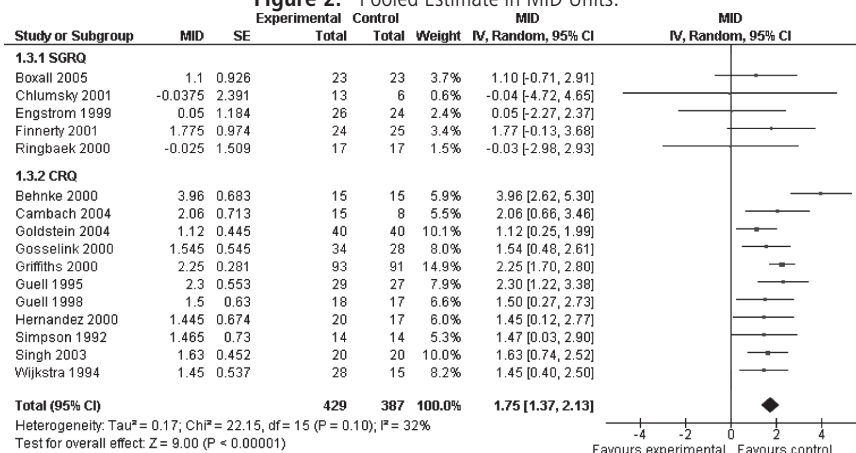 Figure 2. Pooled Estimate in MID Units.
Experimental Control MID MID
Study or Subgroup MID SE Total Total Weight IV, Random, 95% CI IV, Random, 95% CI
1.3.1 SGRQ
Boxall 2005 1.1 0.926 23 23 3.7% 1.10 [-0.71, 2.91]
Chlumsky 2001 -0.0375 2.391 13 6 0.6% -0.04 [-4.72, 4.65]
Engstrom 1999 0.05 1.184 26 24 2.4% 0.05 [-2.27, 2.37]
Finnerty 2001 1.775 0.974 24 25 3.4% 1.77 [-0.13, 3.68]
Ringbaek 2000 -0.025 1.509 17 17 1.5% -0.03 [-2.98, 2.93]
1.3.2 CRQ
Behnke 2000 3.96 0.683 15 15 5.9% 3.96 [2.62, 5.30]
Cambach 2004 2.06 0.713 15 8 5.5% 2.06 [0.66, 3.46]
Goldstein 2004 1.12 0.445 40 40 10.1% 1.12 [0.25, 1.99]
Gosselink 2000 1.545 0.545 34 28 8.0% 1.54 [0.48, 2.61]
Griffiths 2000 2.25 0.281 93 91 14.9% 2.25 [1.70, 2.80]
Guell 1995 2.3 0.553 29 27 7.9% 2.30 [1.22, 3.38]
Guell 1998 1.5 0.63 18 17 6.6% 1.50 [0.27, 2.73]
Hernandez 2000 1.445 0.674 20 17 6.0% 1.45 [0.12, 2.77]
Simpson 1992 1.465 0.73 14 14 5.3% 1.47 [0.03, 2.90]
Singh 2003 1.63 0.452 20 20 10.0% 1.63 [0.74, 2.52]
Wijkstra 1994 1.45 0.537 28 15 8.2% 1.45 [0.40, 2.50]
Total (95% CI) 429 387 100.0% 1.75 [1.37, 2.13]
Heterogeneity: Tau² = 0.17; Chi² = 22.15, df = 15 (P = 0.10); I² = 32%
Test for overall effect: Z = 9.00 (P < 0.00001)
-4 -2 0 2 4
Favours experimental Favours control